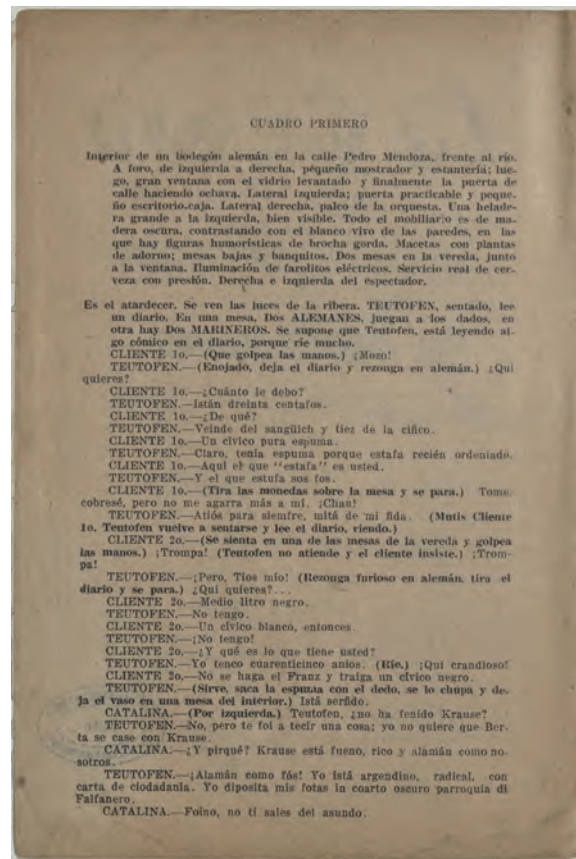 CUADRO PRIMERO
Interior de un bodegón alemán en la calle Pedro Mendoza, frente al río.
A foro, de izquierda a derecha, pequeño mostrador y estantería; lue-
go, gran ventana con el vidrio levantado y finalmente la puerta de
calle haciendo ochava. Lateral izquierda; puerta practicable y peque-
ño escritorio-caja. Lateral derecha, palco de la orquesta. Una helade-
ra grande a la izquierda, bien visible. Todo el mobiliario es de ma-
dera oscura, contrastando con el blanco vivo de las paredes, en las
que hay figuras humorísticas de brocha gorda. Macetas con plantas
de adorno; mesas bajas y banquitos. Dos mesas en la vereda, junto
a la ventana. Iluminación de farolitos eléctricos. Servicio real de cer-
veza con presión. Derecha e izquierda del espectador.
Es el atardecer. Se ven las luces de la ribera. TEUTOFEN, sentado, lee
un diario. En una mesa, Dos ALEMANES, juegan a los dados, en
otra hay Dos MARINEROS. Se supone que Teutofen, está leyendo al-
go cómico en el diario, porque ríe mucho.
CLIENTE 1o.—(Que golpea las manos.) ¡Mozo!
TEUTOFEN.—(Enojado, deja el diario y rezonga en alemán.) ¿Qui
quieres?
CLIENTE 1o.—¿Cuánto le debo?
TEUTOFEN.—Istán dreinta centafos.
CLIENTE 1o.—¿De qué?
TEUTOFEN.—Veinde del sangüich y tiez de la cifico.
CLIENTE 1o.—Un cívico pura espuma.
TEUTOFEN.—Claro, tenía espuma porque estafa recién ordeniado.
CLIENTE 1o.—Aquí el que "estafa" es usted.
TEUTOFEN.—Y el que estufa sos fos.
CLIENTE 1o.—(Tira las monedas sobre la mesa y se para.) Tome,
cobresé, pero no me agarra más a mí. ¡Chau!
TEUTOFEN.—Atiós para siemfre, mitá de mi fida. (Mutis Cliente
1o. Teutofen vuelve a sentarse y lee el diario, riendo.)
CLIENTE 2o.—(Se sienta en una de las mesas de la vereda y golpea
las manos.) ¡Trompa! (Teutofen no atiende y el cliente insiste.) ¡Trom-
pa!
TEUTOFEN.—¡Pero, Tios mío! (Rezonga furioso en alemán, tira el
diario y se para.) ¿Qui quieres?...
CLIENTE 2o.—Medio litro negro.
TEUTOFEN.—No tengo.
CLIENTE 2o.—Un cívico blanco, entonces.
TEUTOFEN.—¡No tengo!
CLIENTE 2o.—¿Y qué es lo que tiene usted?
TEUTOFEN.—Yo tenco cuarenticinco anios. (Ríe.) ¡Qui crandioso!
CLIENTE 2o.—No se haga el Franz y traiga un cívico negro.
TEUTOFEN.—(Sirve, saca la espuma con el dedo, se lo chupa y de-
ja el vaso en una mesa del interior.) Istá serfido.
CATALINA.—(Por izquierda.) Teutofen, ¿no ha fenido Krause?
TEUTOFEN.—No, pero te foi a tecir una cosa; yo no quiere que Ber-
ta se case con Krause.
CATALINA.—¿Y pirqué? Krause está fueno, rico y alamán como no-
sotros.
TEUTOFEN.—¡Alamán como fós! Yo istá argendino, radical, con
carta de ciodadanía. Yo diposita mis fotas in coarto oscuro parroquia di
Falfanero.
CATALINA.—Foino, no ti sales del asundo.